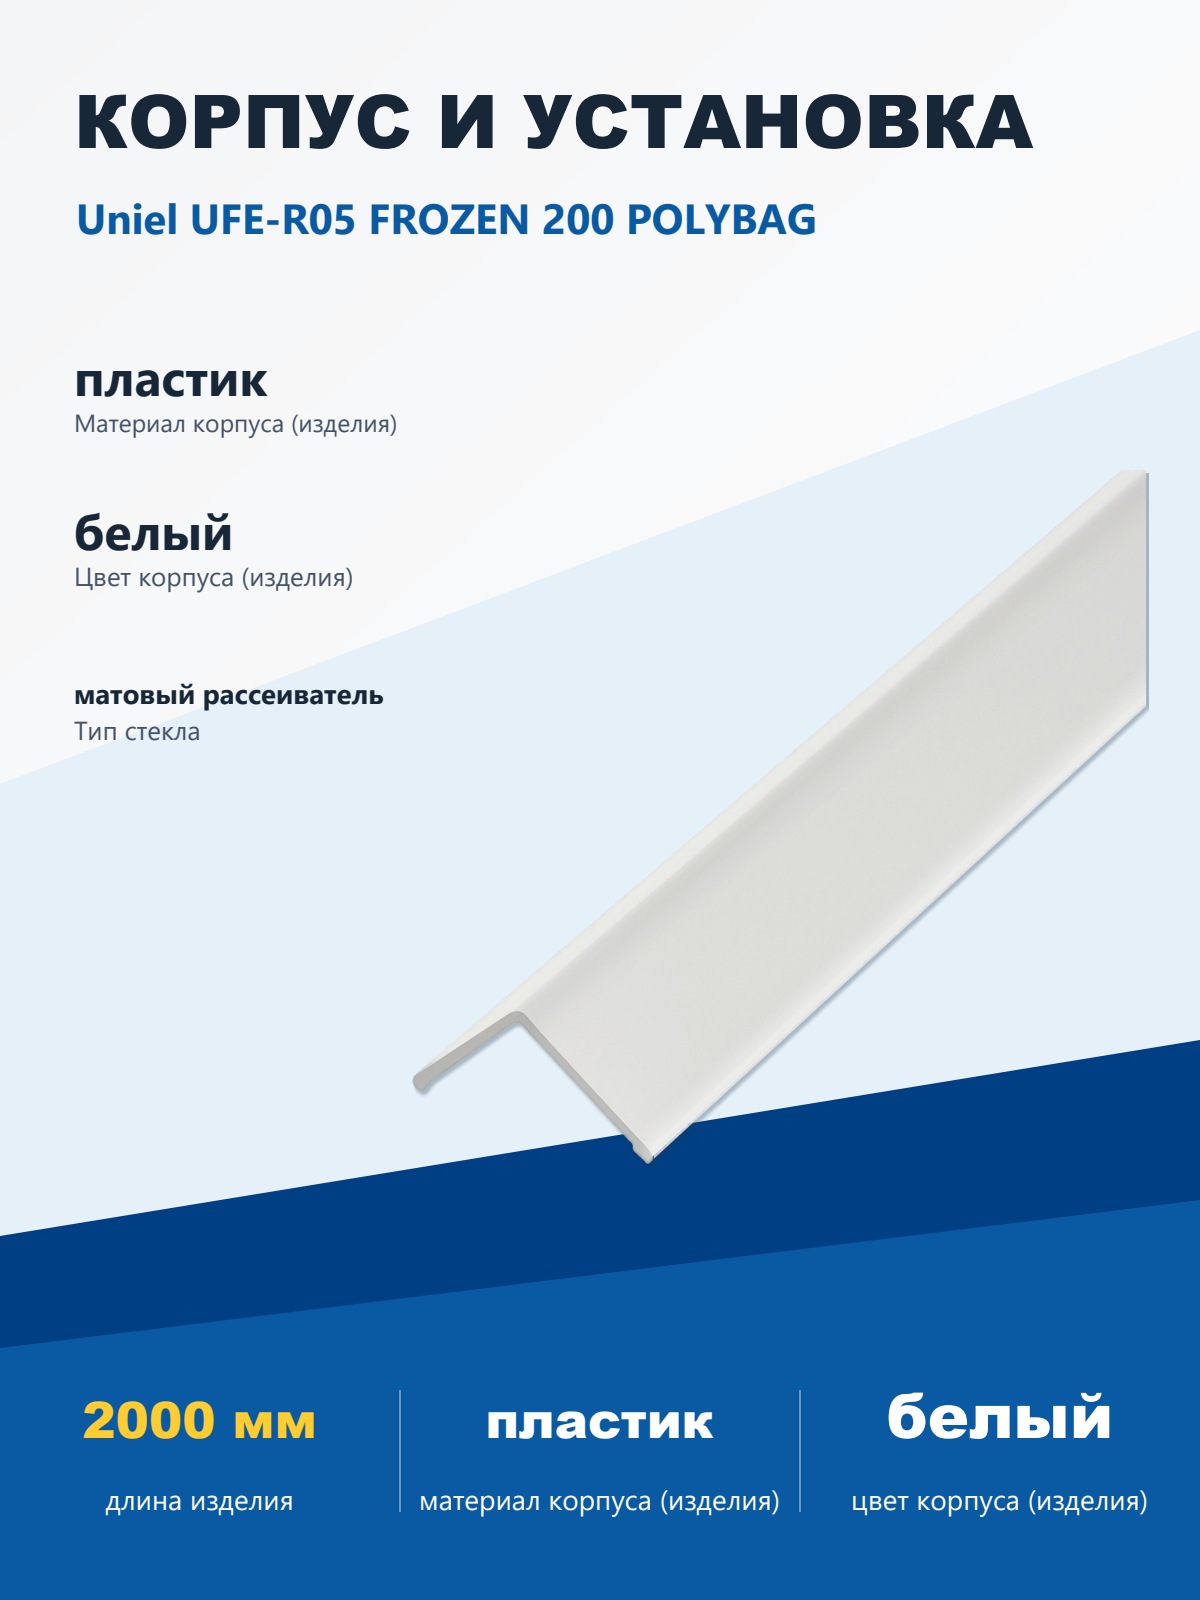 КОРПУС И УСТАНОВКА
Uniel UFE-R05 FROZEN 200 POLYBAG
пластик
Материал корпуса (изделия)
белый
Цвет корпуса (изделия)
матовый рассеиватель
Тип стекла
2000 мм
длина изделия
пластик
материал корпуса (изделия)
белый
цвет корпуса (изделия)